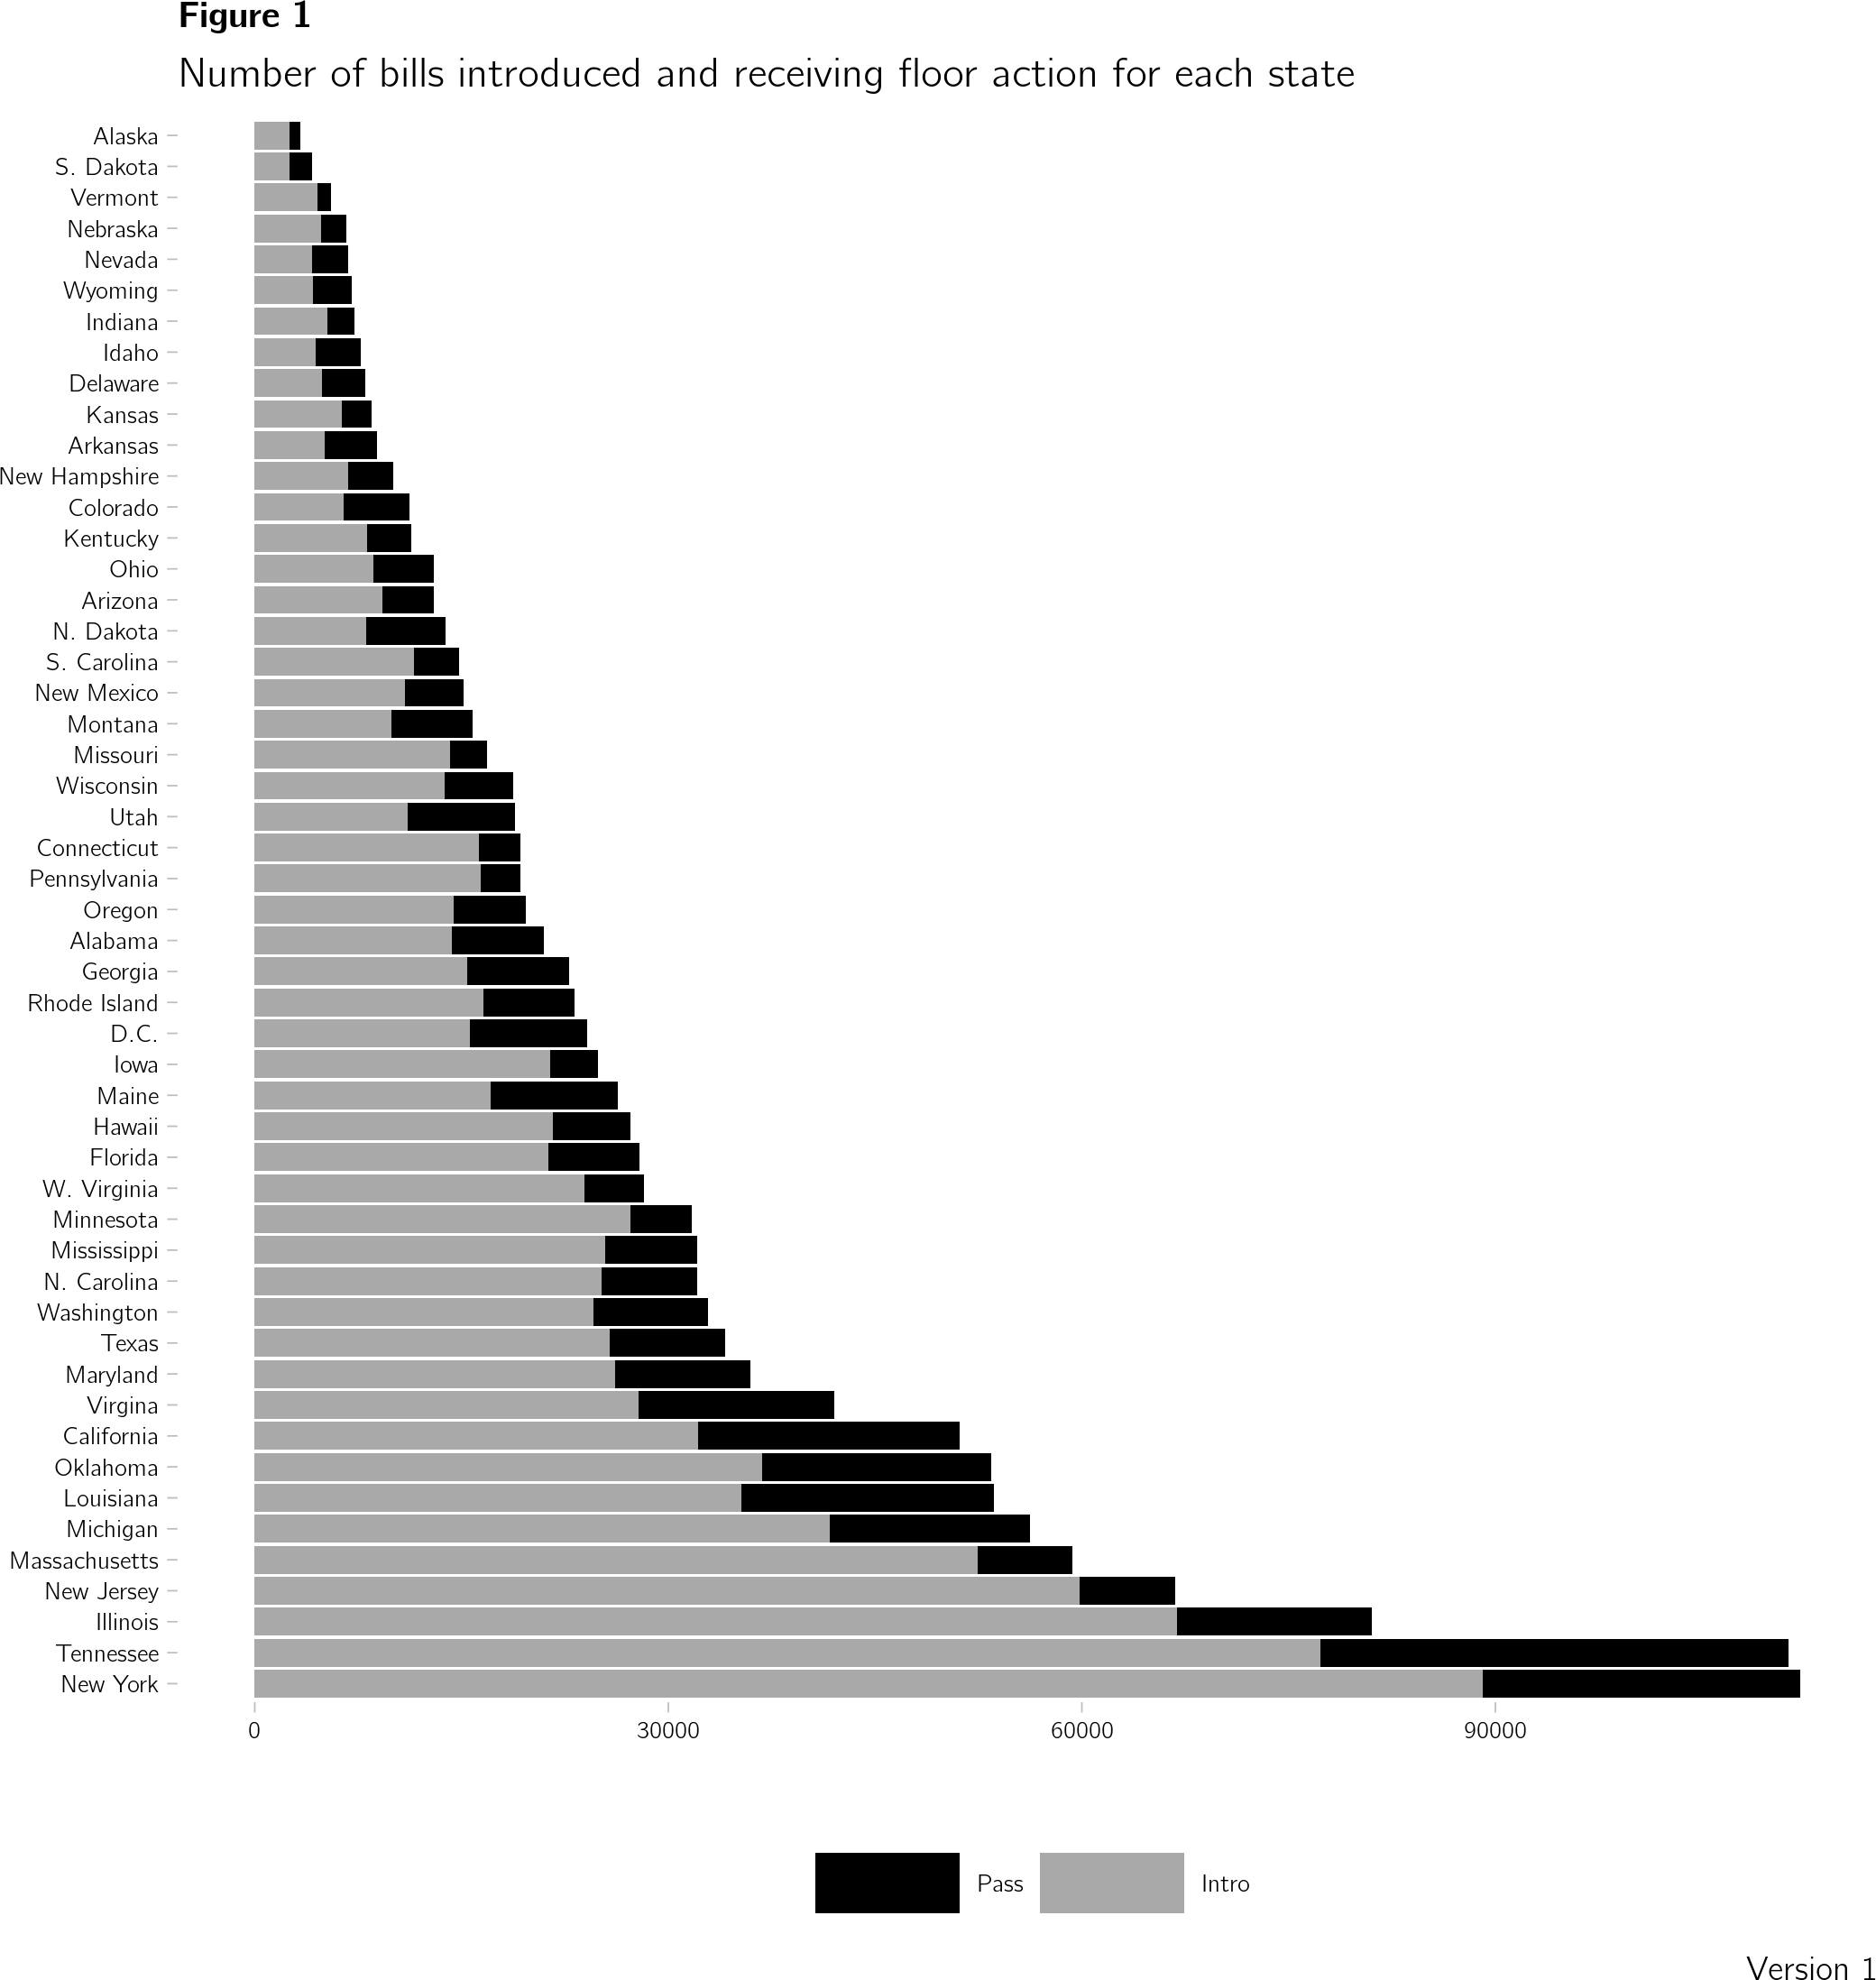 Figure 1
Number of bills introduced and receiving floor action for each state
Alaska
S. Dakota
Vermont
Nebraska
Nevada
Wyoming
Indiana
Idaho
Delaware
Kansas
Arkansas
New Hampshire
Colorado
Kentucky
Ohio
Arizona
N. Dakota
S. Carolina
New Mexico
Montana
Missouri
Wisconsin
Utah
Connecticut
Pennsylvania
Oregon
Alabama
Georgia
Rhode Island
D.C.
Iowa
Maine
Hawaii
Florida
W. Virginia
Minnesota
Mississippi
N. Carolina
Washington
Texas
Maryland
Virgina
California
Oklahoma
Louisiana
Michigan
Massachusetts
New Jersey
Illinois
Tennessee
New York
0 30000 60000 90000
Pass Intro
Version 1